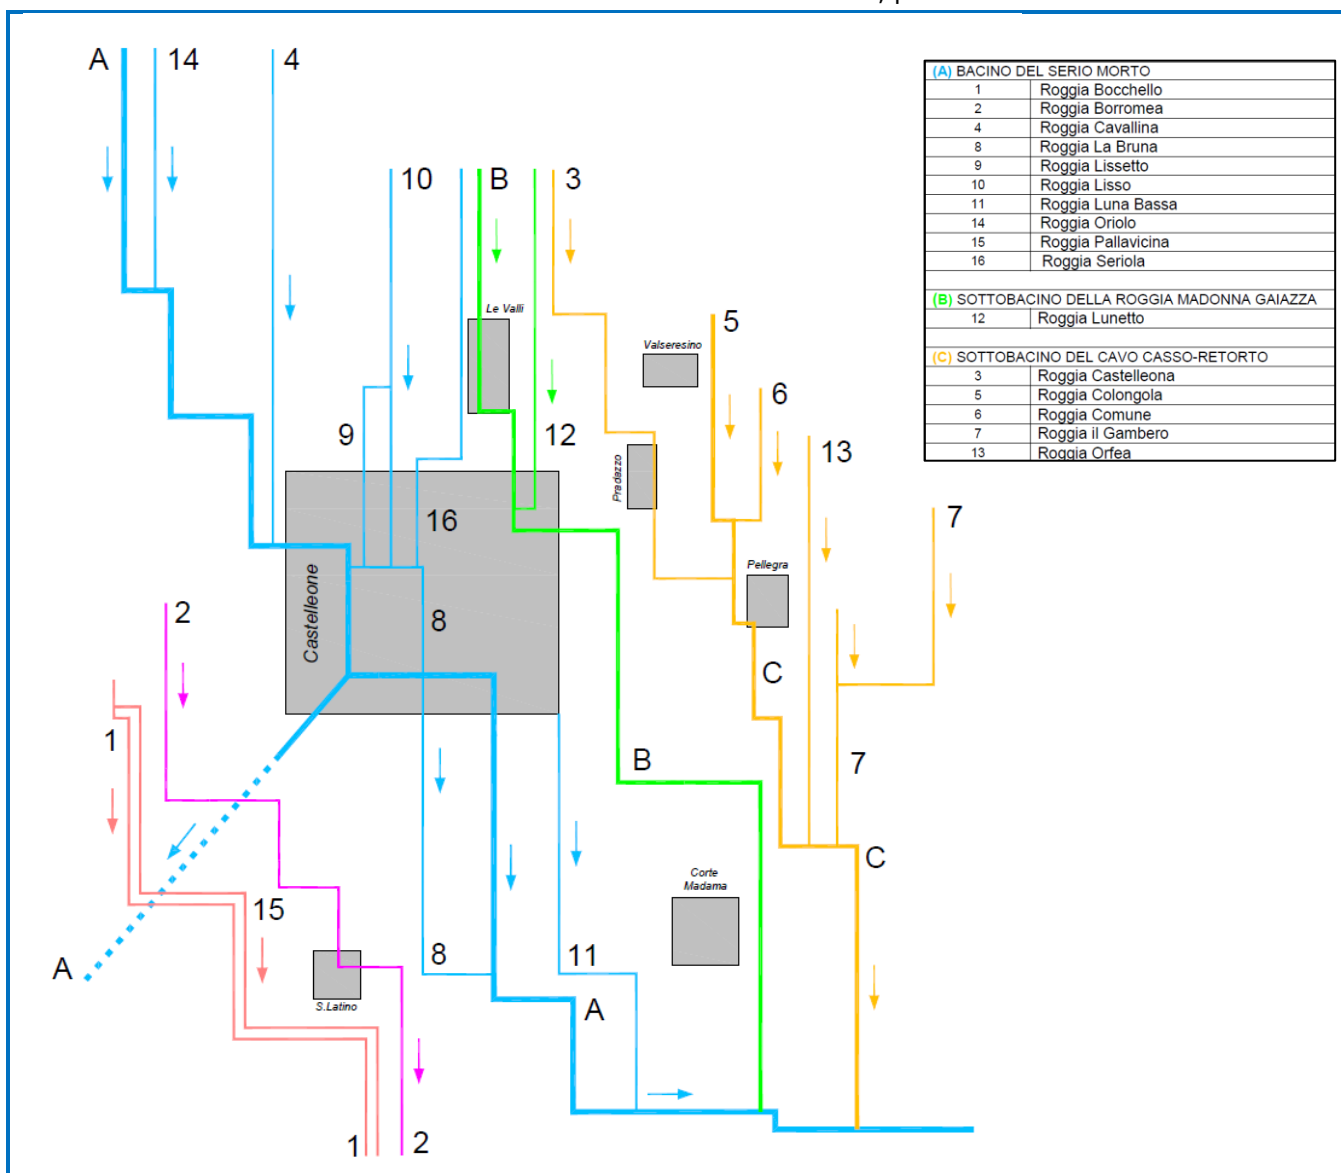 A
14
4
10
B
3
Le Valli
Valseresino
5
6
9
12
13
Pradazzo
16
7
Castelleone
Pellegra
2
8
C
1
B
7
C
Corte
Madama
15
8
11
A
S.Latino
A
1
2
(A) BACINO DEL SERIO MORTO
1 Roggia Bocchello
2 Roggia Borromea
4 Roggia Cavallina
8 Roggia La Bruna
9 Roggia Lissetto
10 Roggia Lisso
11 Roggia Luna Bassa
14 Roggia Oriolo
15 Roggia Pallavicina
16 Roggia Seriola
(B) SOTTOBACINO DELLA ROGGIA MADONNA GAIAZZA
12 Roggia Lunetto
(C) SOTTOBACINO DEL CAVO CASSO-RETORTO
3 Roggia Castelleona
5 Roggia Colongola
6 Roggia Comune
7 Roggia il Gambero
13 Roggia Orfea